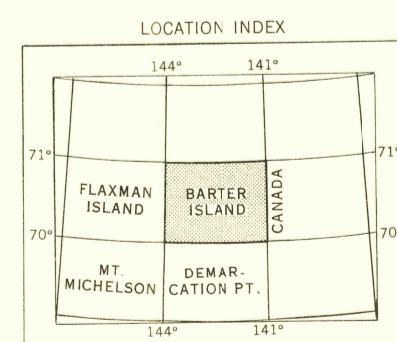 LOCATION INDEX
144° 141°
71° 71°
FLAXMAN
ISLAND
BARTER
ISLAND
CANADA
70° 70
MT.
MICHELSON
DEMAR-
CATION PT.
144° 141°